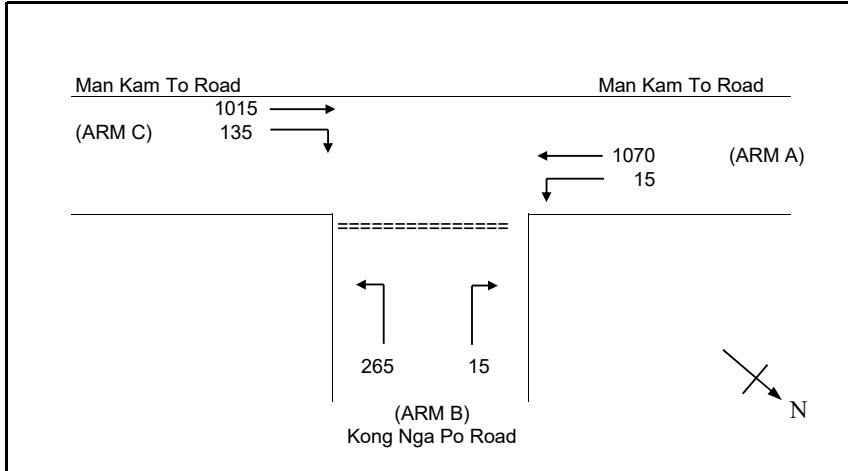 Man Kam To Road
Man Kam To Road
1015
(ARM C)
135
1070
(ARM A)
15
===============
265
15
(ARM B)
Kong Nga Po Road
N